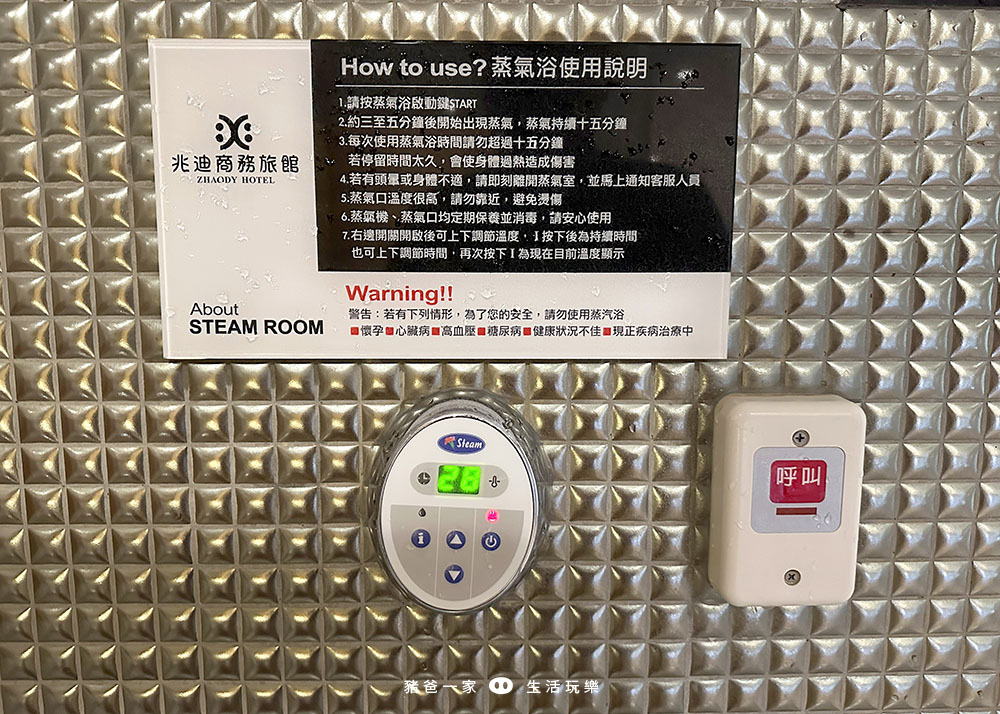 How to use? 蒸氣浴使用說明
1.請按蒸氣浴啟動鍵START
2.約三至五分鐘後開始出現蒸氣，蒸氣持續十五分鐘
3.每次使用蒸氣浴時間請勿超過十五分鐘
若停留時間太久，會使身體過熱造成傷害
4.若有頭暈或身體不適，請即刻離開蒸氣室，並馬上通知客服人員
5.蒸氣口溫度很高，請勿靠近，避免燙傷
6.蒸氣機、蒸氣口均定期保養並消毒，請安心使用
7.右邊開關開啟後可上下調節溫度，I按下後為持續時間
也可上下調節時間，再次按下 I 為現在目前溫度顯示
兆迪商務旅館
ZHAODY HOTEL
About
STEAM ROOM
Warning!!
警告：若有下列情形，為了您的安全，請勿使用蒸汽浴
■懷孕■心臟病■高血壓■糖尿病■健康狀況不佳■現正疾病治療中
Steam
呼叫
豬爸一家 生活玩樂